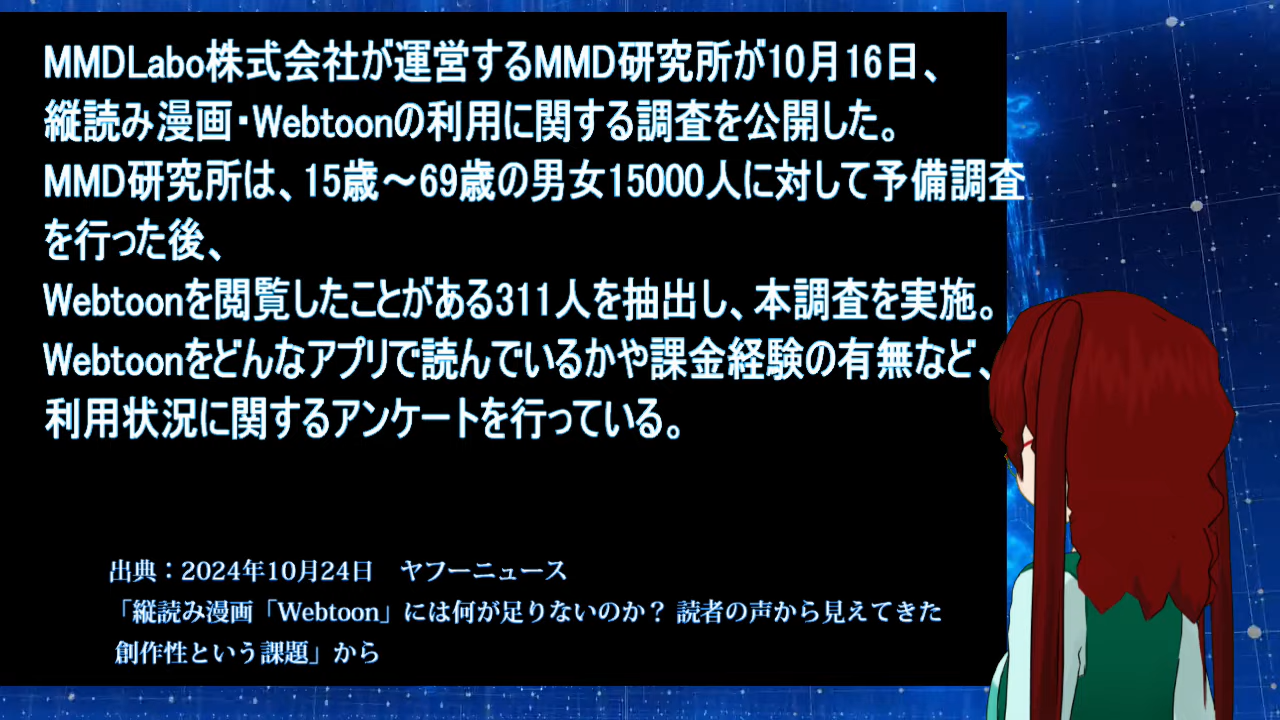 MMDLabo株式会社が運営するMMD研究所が10月16日、
縦読み漫画・Webtoonの利用に関する調査を公開した。
MMD研究所は、15歳～69歳の男女15000人に対して予備調査
を行った後、
Webtoonを閲覧したことがある311人を抽出し、本調査を実施。
Webtoonをどんなアプリで読んでいるかや課金経験の有無など、
利用状況に関するアンケートを行っている。
出典：2024年10月24日　ヤフーニュース
「縦読み漫画「Webtoon」には何が足りないのか？ 読者の声から見えてきた
創作性という課題」から